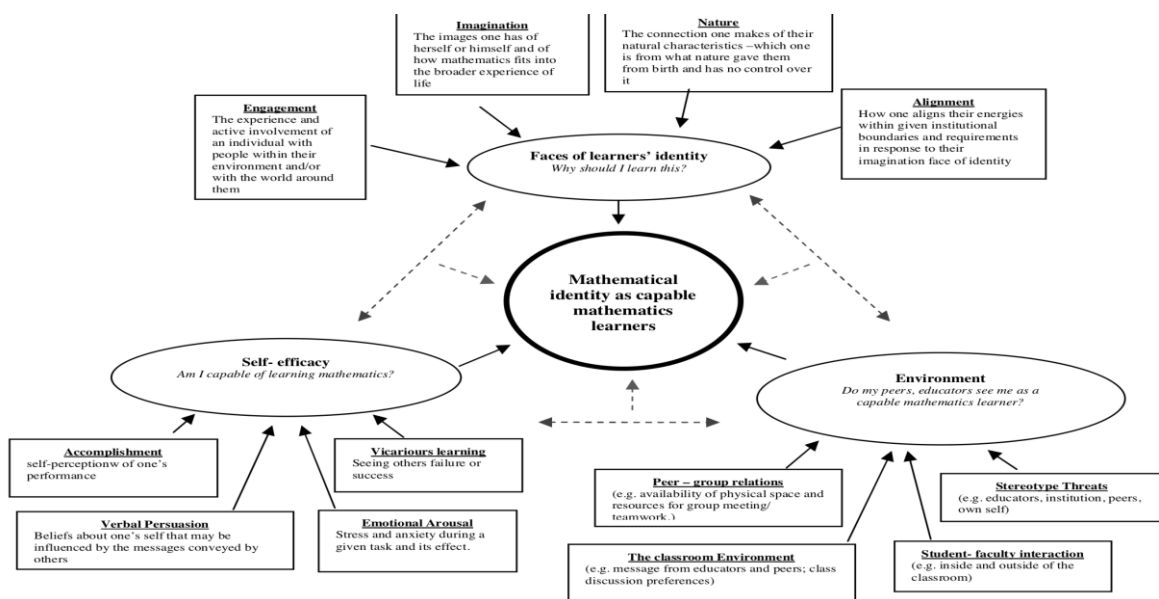 Imagination
The images one has of
herself or himself and of
how mathematics fits into
the broader experience of
life
Nature
The connection one makes of their
natural characteristics –which one
is from what nature gave them
from birth and has no control over
it
Engagement
The experience and
active involvement of
an individual with
people within their
environment and/or
with the world around
them
Alignment
How one aligns their energies
within given institutional
boundaries and requirements
in response to their
imagination face of identity
Faces of learners’ identity
Why should I learn this?
Mathematical
identity as capable
mathematics
learners
Self- efficacy
Am I capable of learning mathematics?
Environment
Do my peers, educators see me as a
capable mathematics learner?
Accomplishment
self-perceptionw of one’s
performance
Vicariours learning
Seeing others failure or
success
Verbal Persuasion
Beliefs about one’s self that may be
influenced by the messages conveyed by
others
Emotional Arousal
Stress and anxiety during a
given task and its effect.
Peer – group relations
(e.g. availability of physical space and
resources for group meeting/
teamwork.)
Stereotype Threats
(e.g. educators, institution, peers,
own self)
The classroom Environment
(e.g. message from educators and peers; class
discussion preferences)
Student- faculty interaction
(e.g. inside and outside of the
classroom)